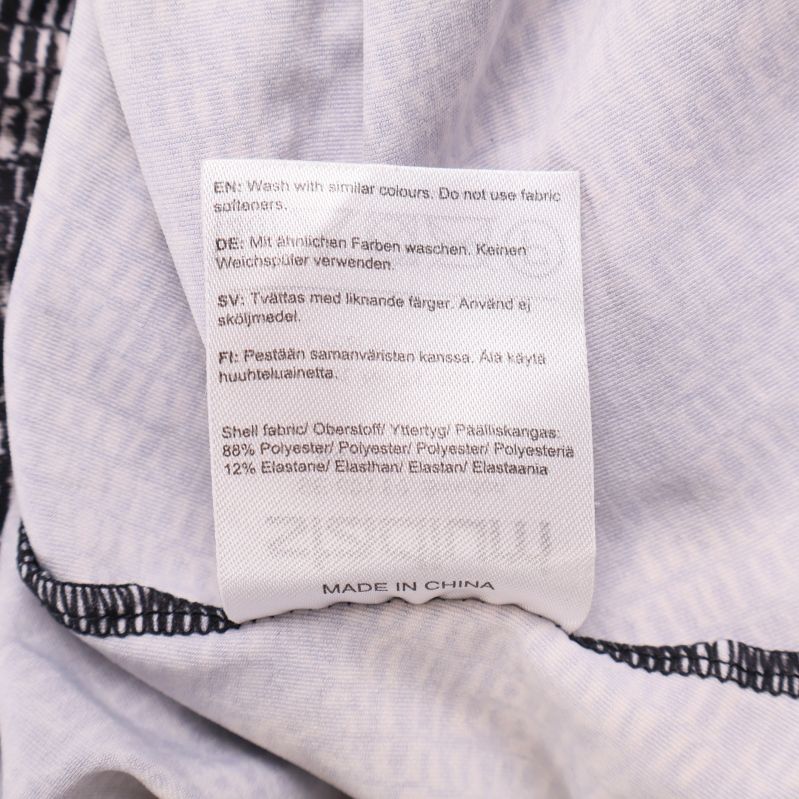 EN: Wash with similar colours. Do not use fabric
softeners.
DE: Mit ähnlichen Farben waschen. Keinen
Weichspüler verwenden.
SV: Tvättas med liknande färger. Använd ej
sköljmedel.
FI: Pestään samanväristen kanssa. Älä käytä
huuhteluainetta.
Shell fabric/ Oberstoff/ Yttertyg/ Päälliskangas:
88% Polyester/ Polyester/ Polyester/ Polyesteriä
12% Elastane/ Elasthan/ Elastan/ Elastaania
MADE IN CHINA